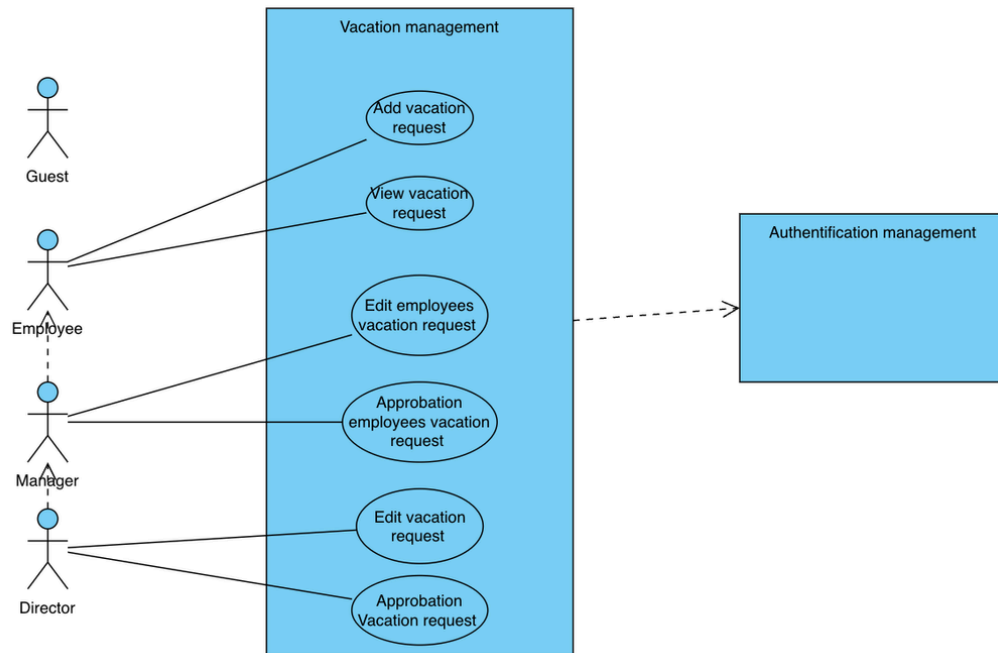 Vacation management
Guest
Add vacation
request
View vacation
request
Employee
Edit employees
vacation request
Manager
Approbation
employees vacation
request
Director
Edit vacation
request
Approbation
Vacation request
Authentification management